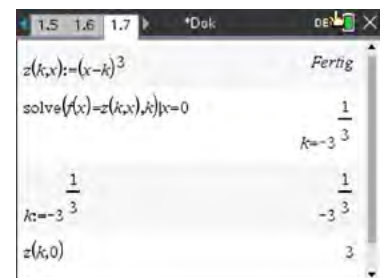 1.5 1.6 1.7 *Dok
z(k,x):=(x-k)³ Fertig
solve(f(x)=z(k,x),k)|x=0 k=-3^(1/3)
k:=-3^(1/3) -3^(1/3)
z(k,0) 3